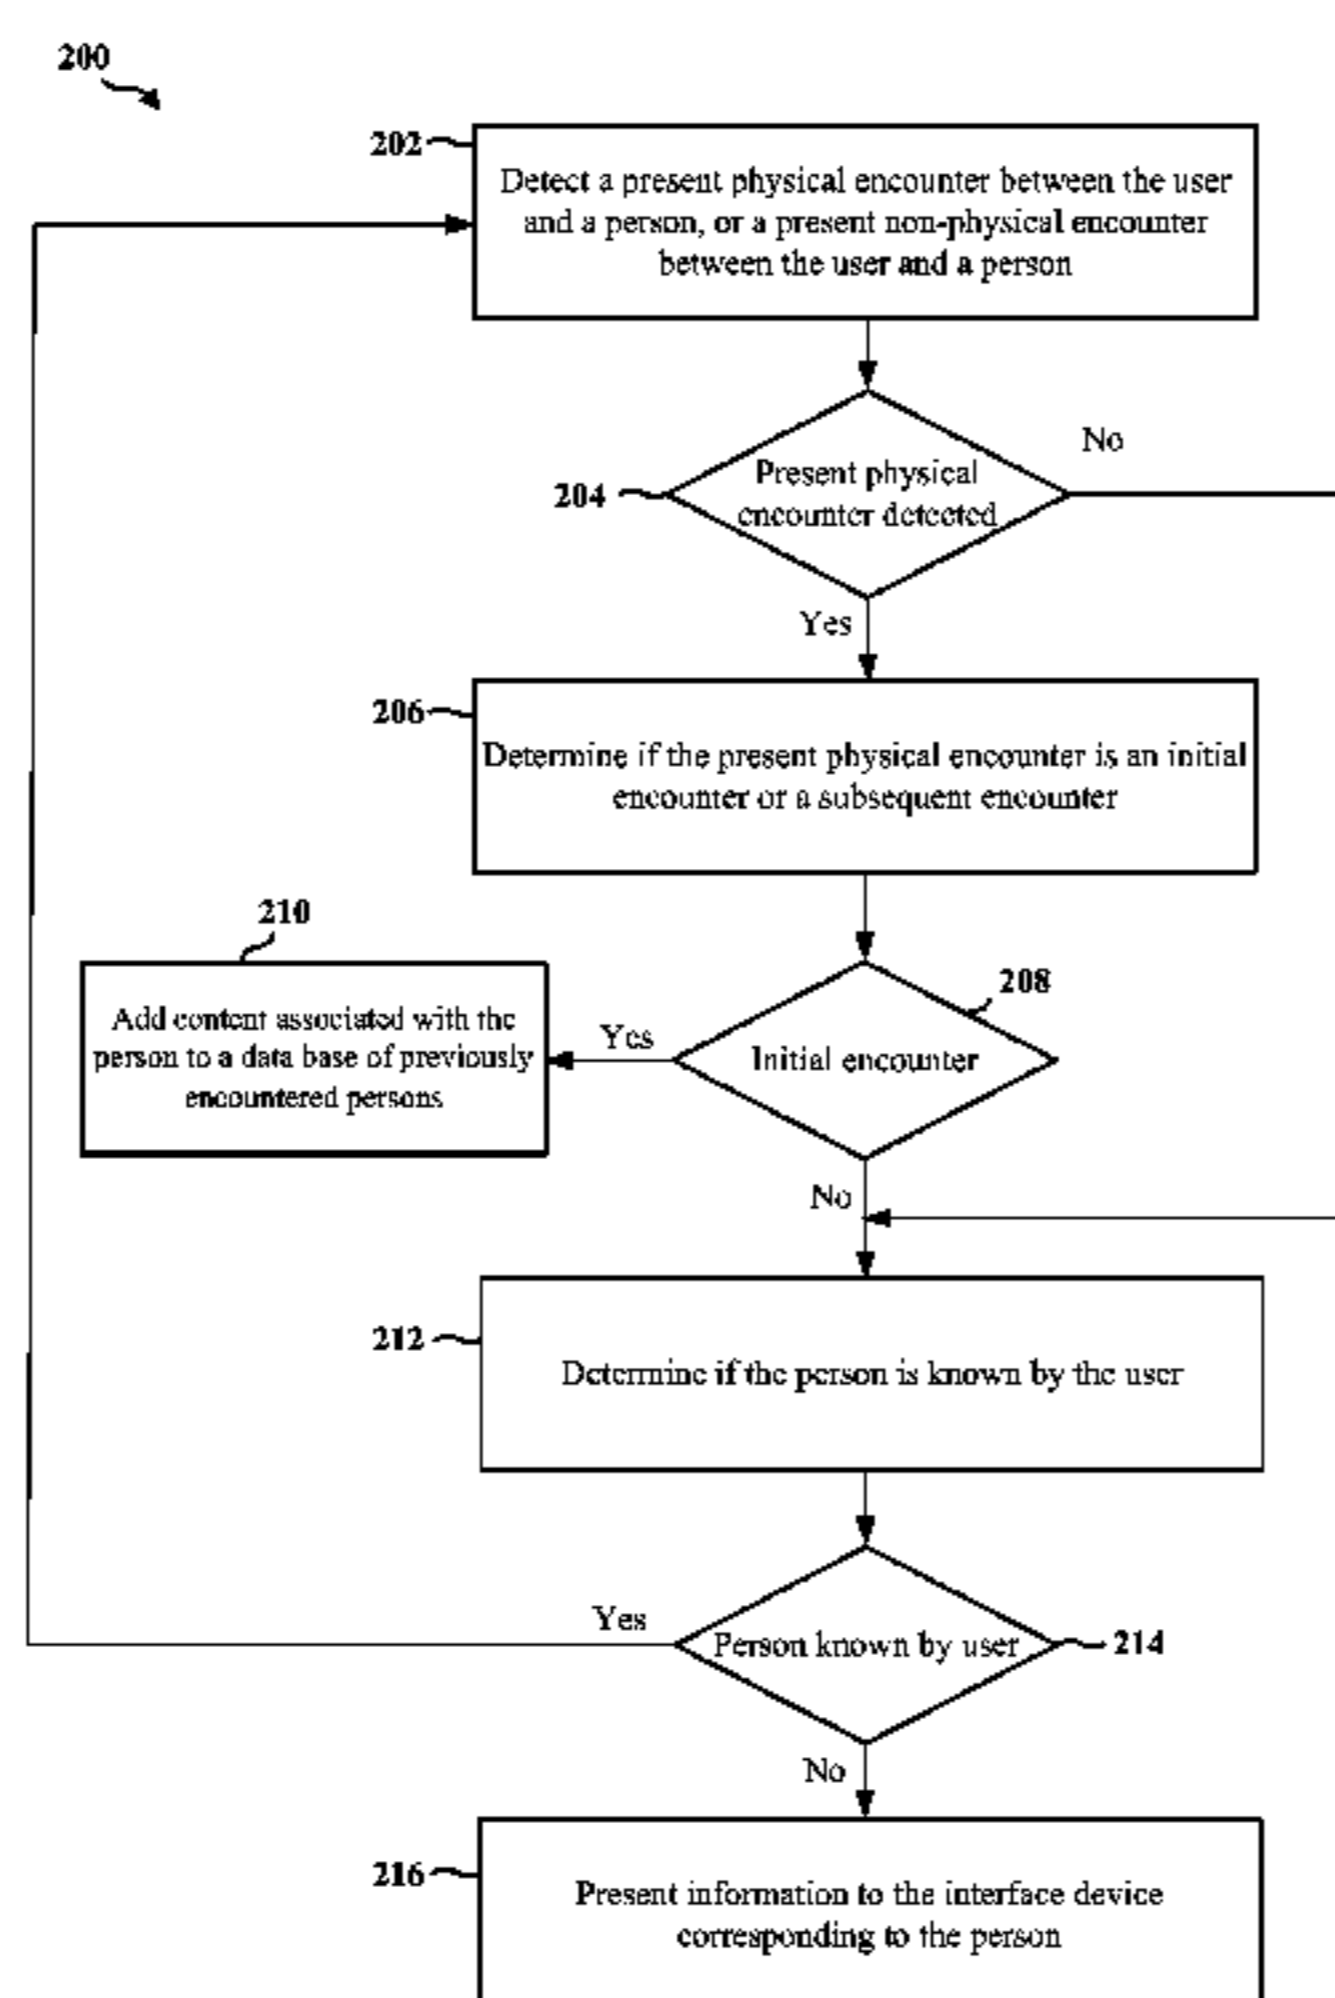 200
202
Detect a present physical encounter between the user
and a person, or a present non-physical encounter
between the user and a person
No
Present physical
encounter detected
204
Yes
206
Determine if the present physical encounter is an initial
encounter or a subsequent encounter
210
208
Add content associated with the
person to a data base of previously
encountered persons
Yes
Initial encounter
No
212
Determine if the person is known by the user
Yes
Person known by user
214
No
216
Present information to the interface device
corresponding to the person